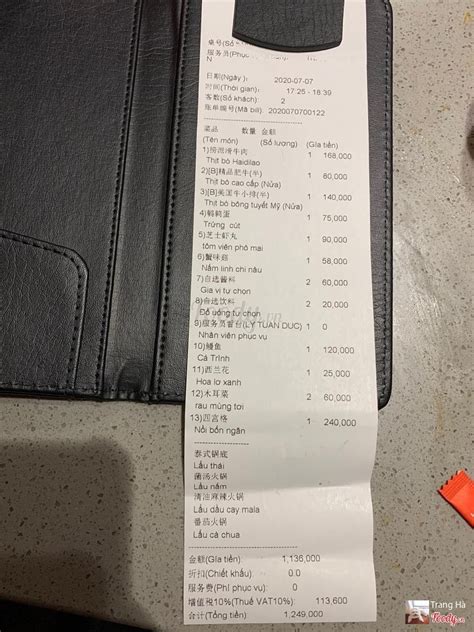 桌号(Số k
服务员(Phục
N
日期(Ngày ): 2020-07-07
时间(Thời gian): 17:25 - 18:39
客数(Số khách): 2
账单编号(Mã bill): 2020070700122
菜品 数量 金额
(Tên món) (Số lượng) (Gía tiền)
1)捞派滑牛肉 1 168,000
Thịt bò Haidilao
2)[B]精品肥牛(半) 1 60,000
Thịt bò cao cấp (Nửa)
3)[B]美国牛小排(半) 1 140,000
Thịt bò bông tuyết Mỹ (Nửa)
4)鹌鹑蛋 1 75,000
Trứng cút
5)芝士虾丸 1 90,000
tôm viên phô mai
6)蟹味菇 1 58,000
Nấm linh chi nâu
7)自选酱料 2 60,000
Gia vị tự chọn
8)自选饮料 2 20,000
Đồ uống tự chọn
9)服务员看台(LY TUAN DUC) 1 0
Nhân viên phục vụ
10)鳗鱼 1 120,000
Cá Trình
11)西兰花 1 25,000
Hoa lơ xanh
12)木耳菜 2 60,000
rau mùng tơi
13)四宫格 1 240,000
Nồi bốn ngăn
泰式锅底
Lẩu thái
菌汤火锅
Lẩu nấm
清油麻辣火锅
Lẩu dầu cay mala
番茄火锅
Lẩu cà chua
金额(Gía tiền): 1,136,000
折扣(Chiết khấu): 0.0
服务费(Phí phục vụ): 0
增值税10%(Thuế VAT10%): 113,600
合计(Tổng tiền): 1,249,000
Trang Hà
Foody.vn